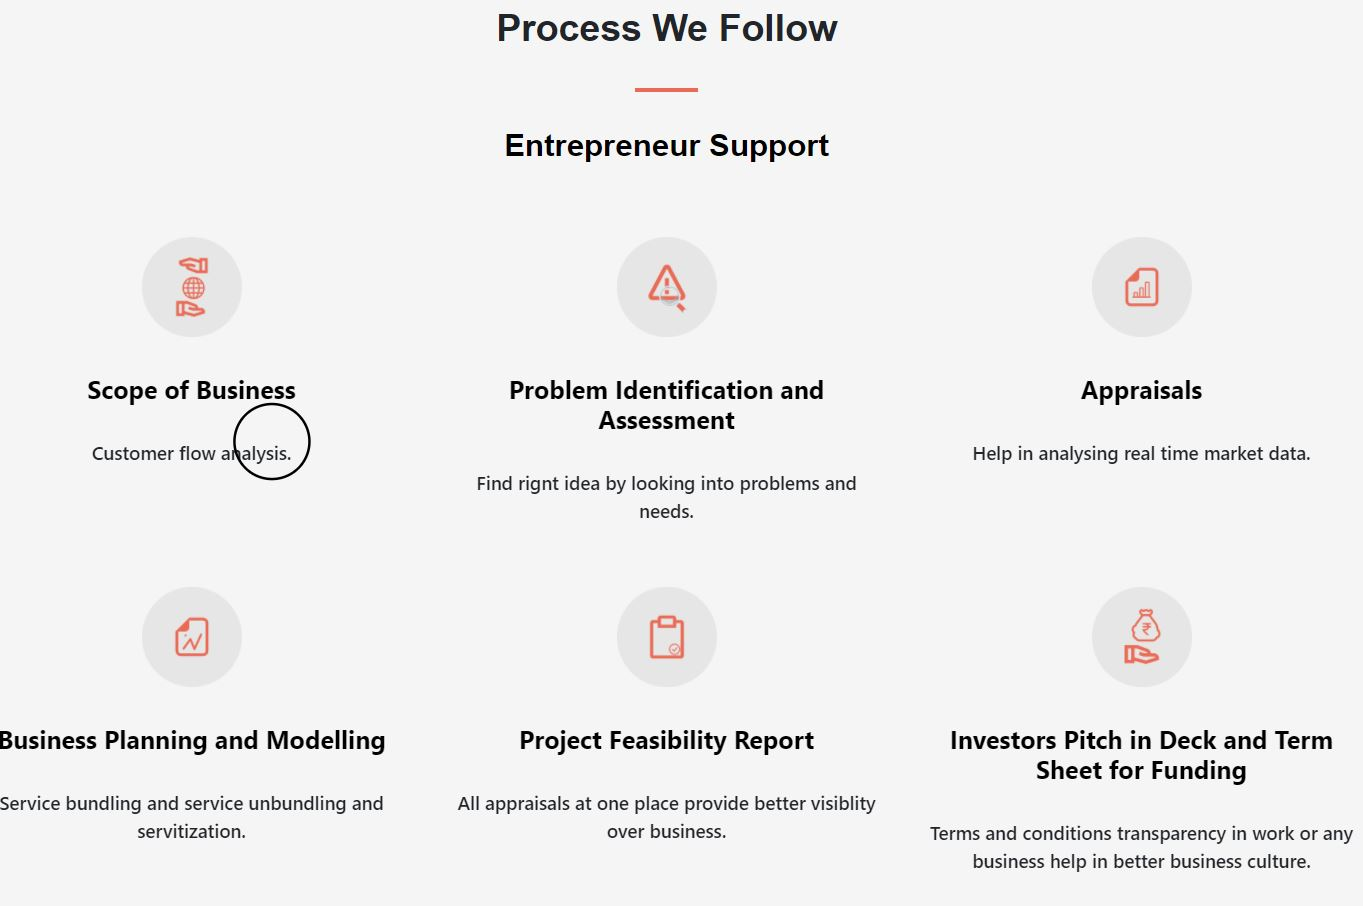 Process We Follow
Entrepreneur Support
Scope of Business
Customer flow analysis.
Problem Identification and
Assessment
Find rignt idea by looking into problems and
needs.
Appraisals
Help in analysing real time market data.
Business Planning and Modelling
Service bundling and service unbundling and
servitization.
Project Feasibility Report
All appraisals at one place provide better visiblity
over business.
₹
Investors Pitch in Deck and Term
Sheet for Funding
Terms and conditions transparency in work or any
business help in better business culture.